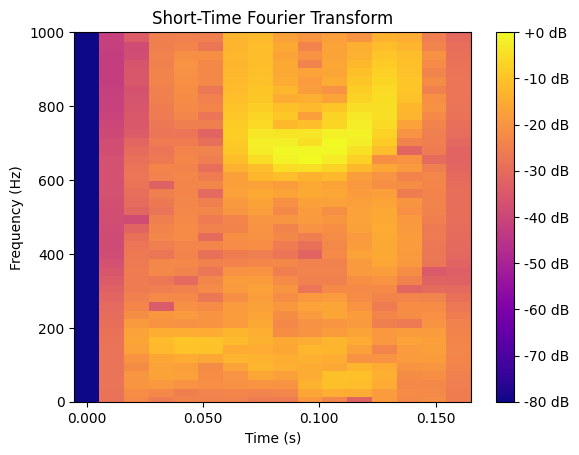 Short-Time Fourier Transform
1000
800
600
400
200
0
Frequency (Hz)
0.000
0.050
0.100
0.150
Time (s)
+0 dB
-10 dB
-20 dB
-30 dB
-40 dB
-50 dB
-60 dB
-70 dB
-80 dB